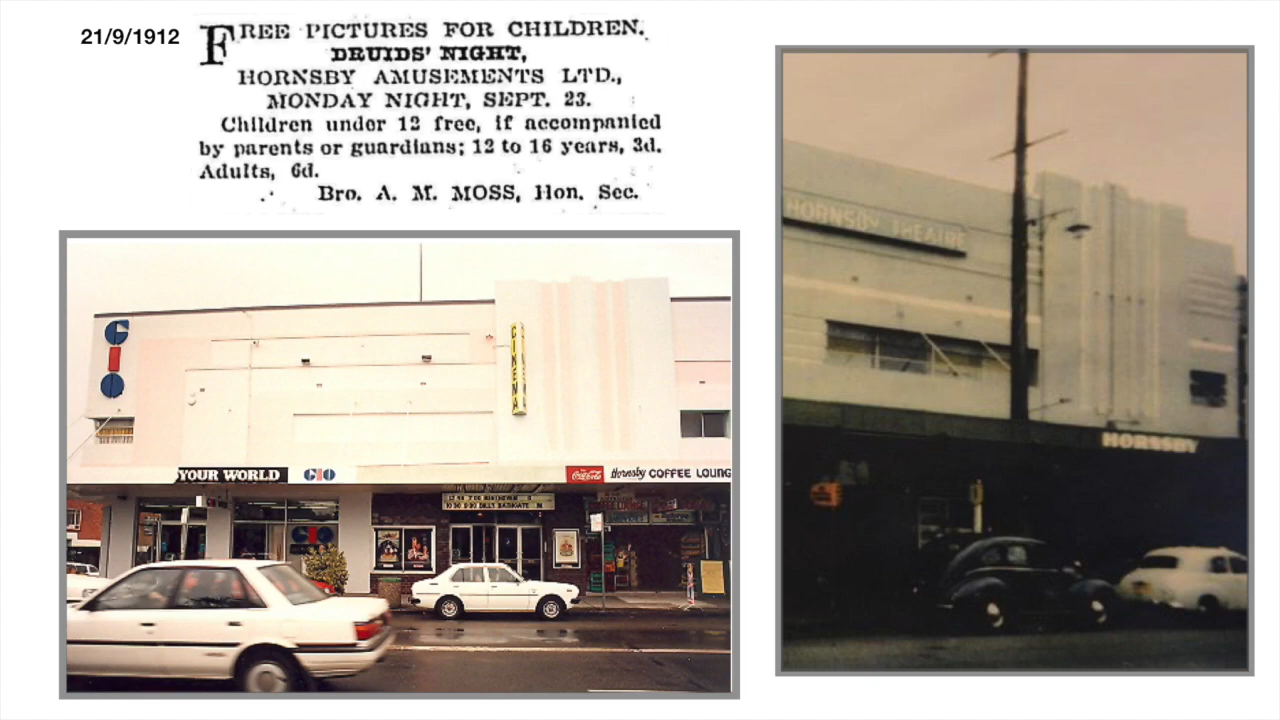 21/9/1912
FREE PICTURES FOR CHILDREN.
DRUIDS' NIGHT,
HORNSBY AMUSEMENTS LTD.,
MONDAY NIGHT, SEPT. 23.
Children under 12 free, if accompanied
by parents or guardians; 12 to 16 years, 3d.
Adults, 6d.
Bro. A. M. MOSS, Hon. Sec.
GIO
CINEMA
YOUR WORLD GIO
Coca-Cola Hornsby COFFEE LOUNG
GIO
HORNSBY THEATRE
HORNSBY